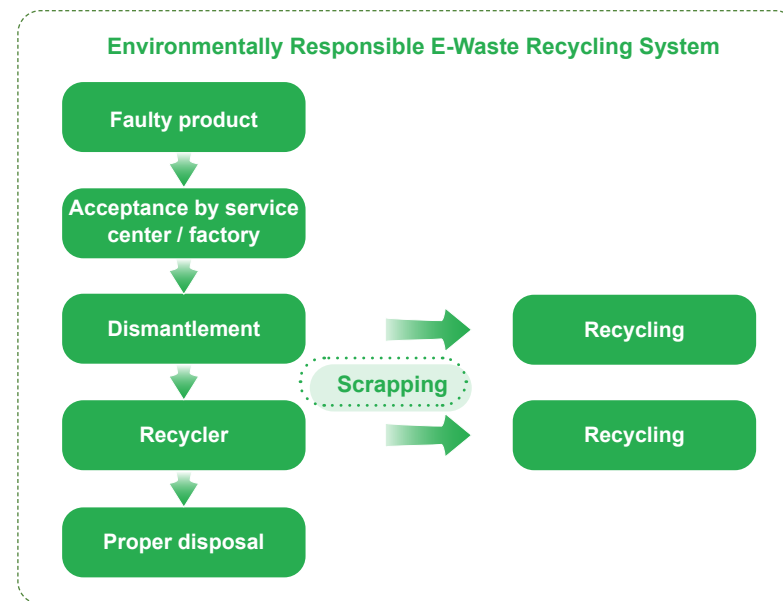 Environmentally Responsible E-Waste Recycling System
Faulty product
Acceptance by service
center / factory
Dismantlement
Recycling
Scrapping
Recycler
Recycling
Proper disposal